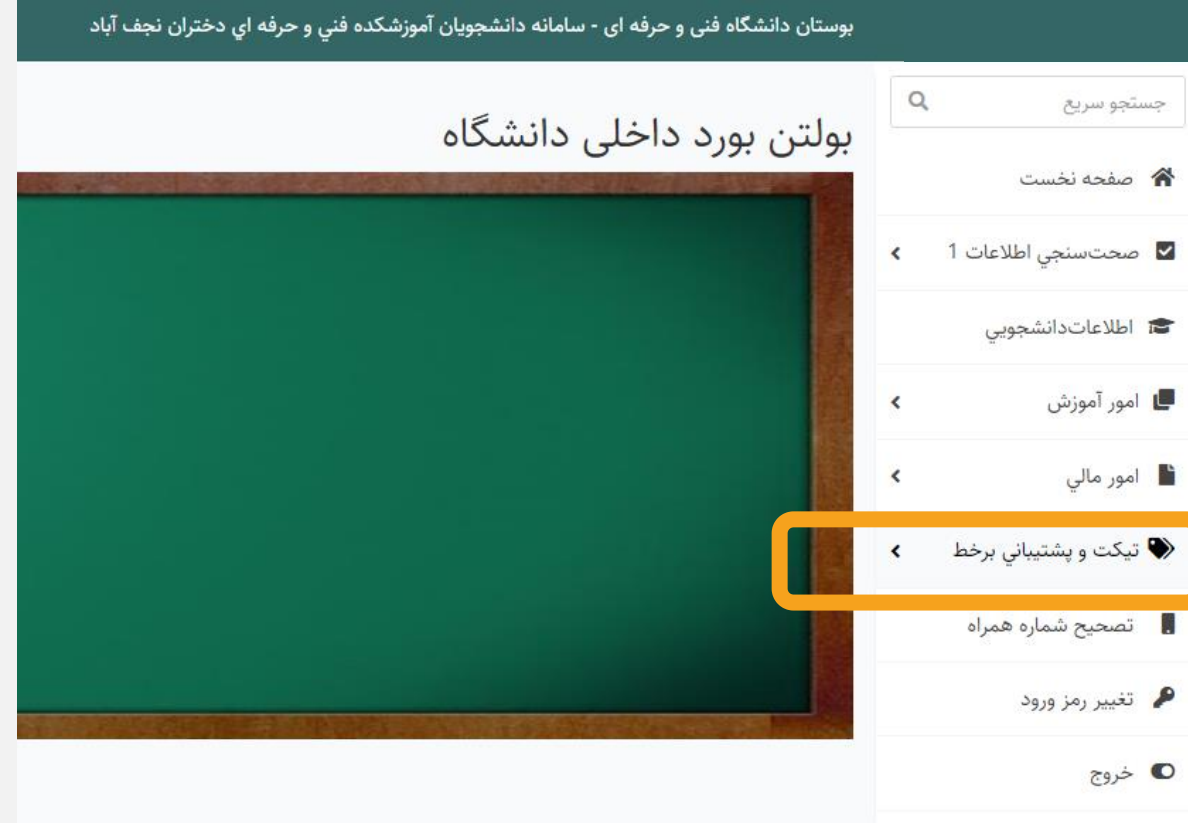 بوستان دانشگاه فنی و حرفه ای - سامانه دانشجويان آموزشکده فني و حرفه اي دختران نجف آباد
جستجو سریع
صفحه نخست
صحت‌سنجي اطلاعات 1
اطلاعات‌دانشجويي
امور آموزش
امور مالي
تيکت و پشتيباني برخط
تصحيح شماره همراه
تغيير رمز ورود
خروج
بولتن بورد داخلی دانشگاه